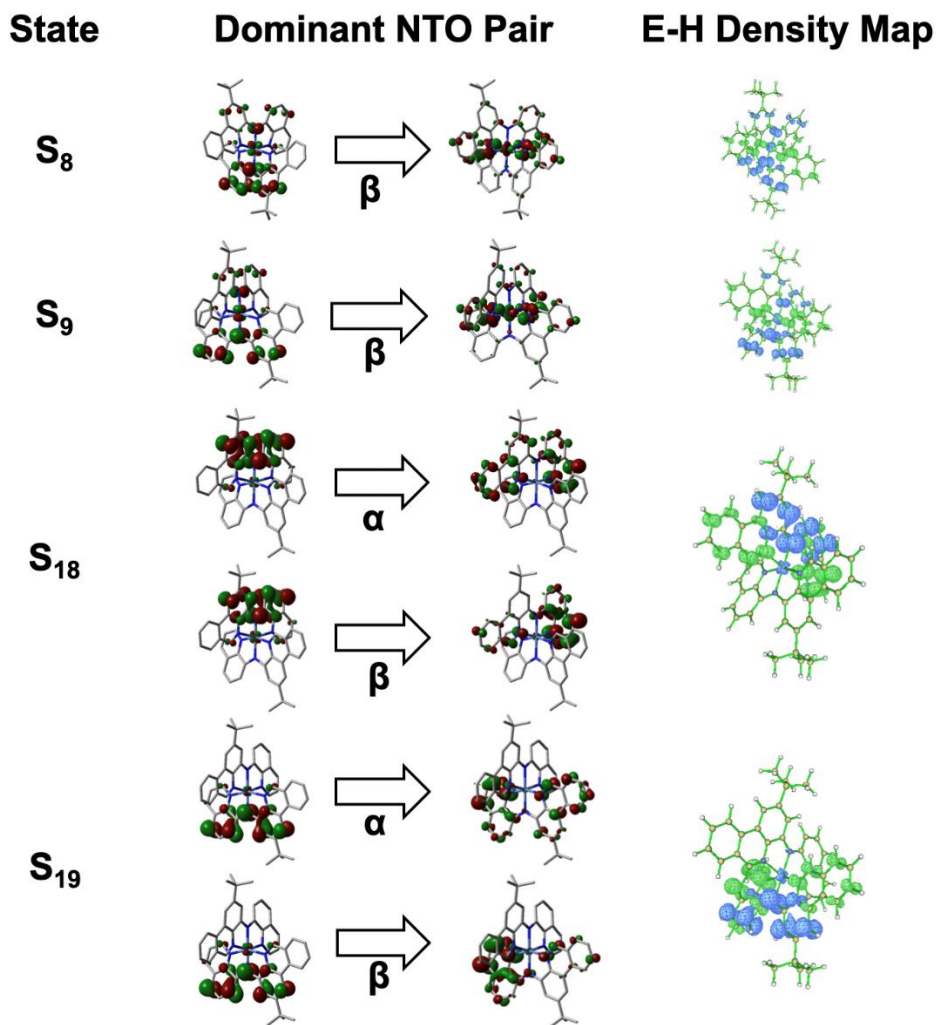 State Dominant NTO Pair E-H Density Map
S₈ β
S₉ β
S₁₈ α
β
S₁₉ α
β